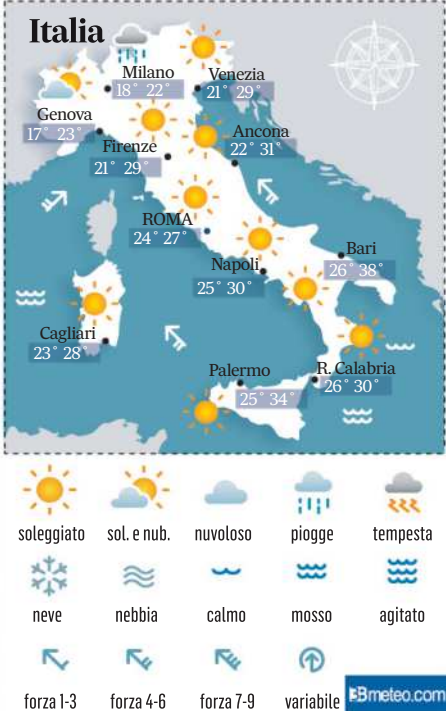 Italia
Milano
18° 22°
Venezia
21° 29°
Genova
17° 23°
Firenze
21° 29°
Ancona
22° 31°
ROMA
24° 27°
Bari
26° 38°
Napoli
25° 30°
Cagliari
23° 28°
Palermo
25° 34°
R. Calabria
26° 30°
soleggiato sol. e nub. nuvoloso piogge tempesta
neve nebbia calmo mosso agitato
forza 1-3 forza 4-6 forza 7-9 variabile
3Bmeteo.com